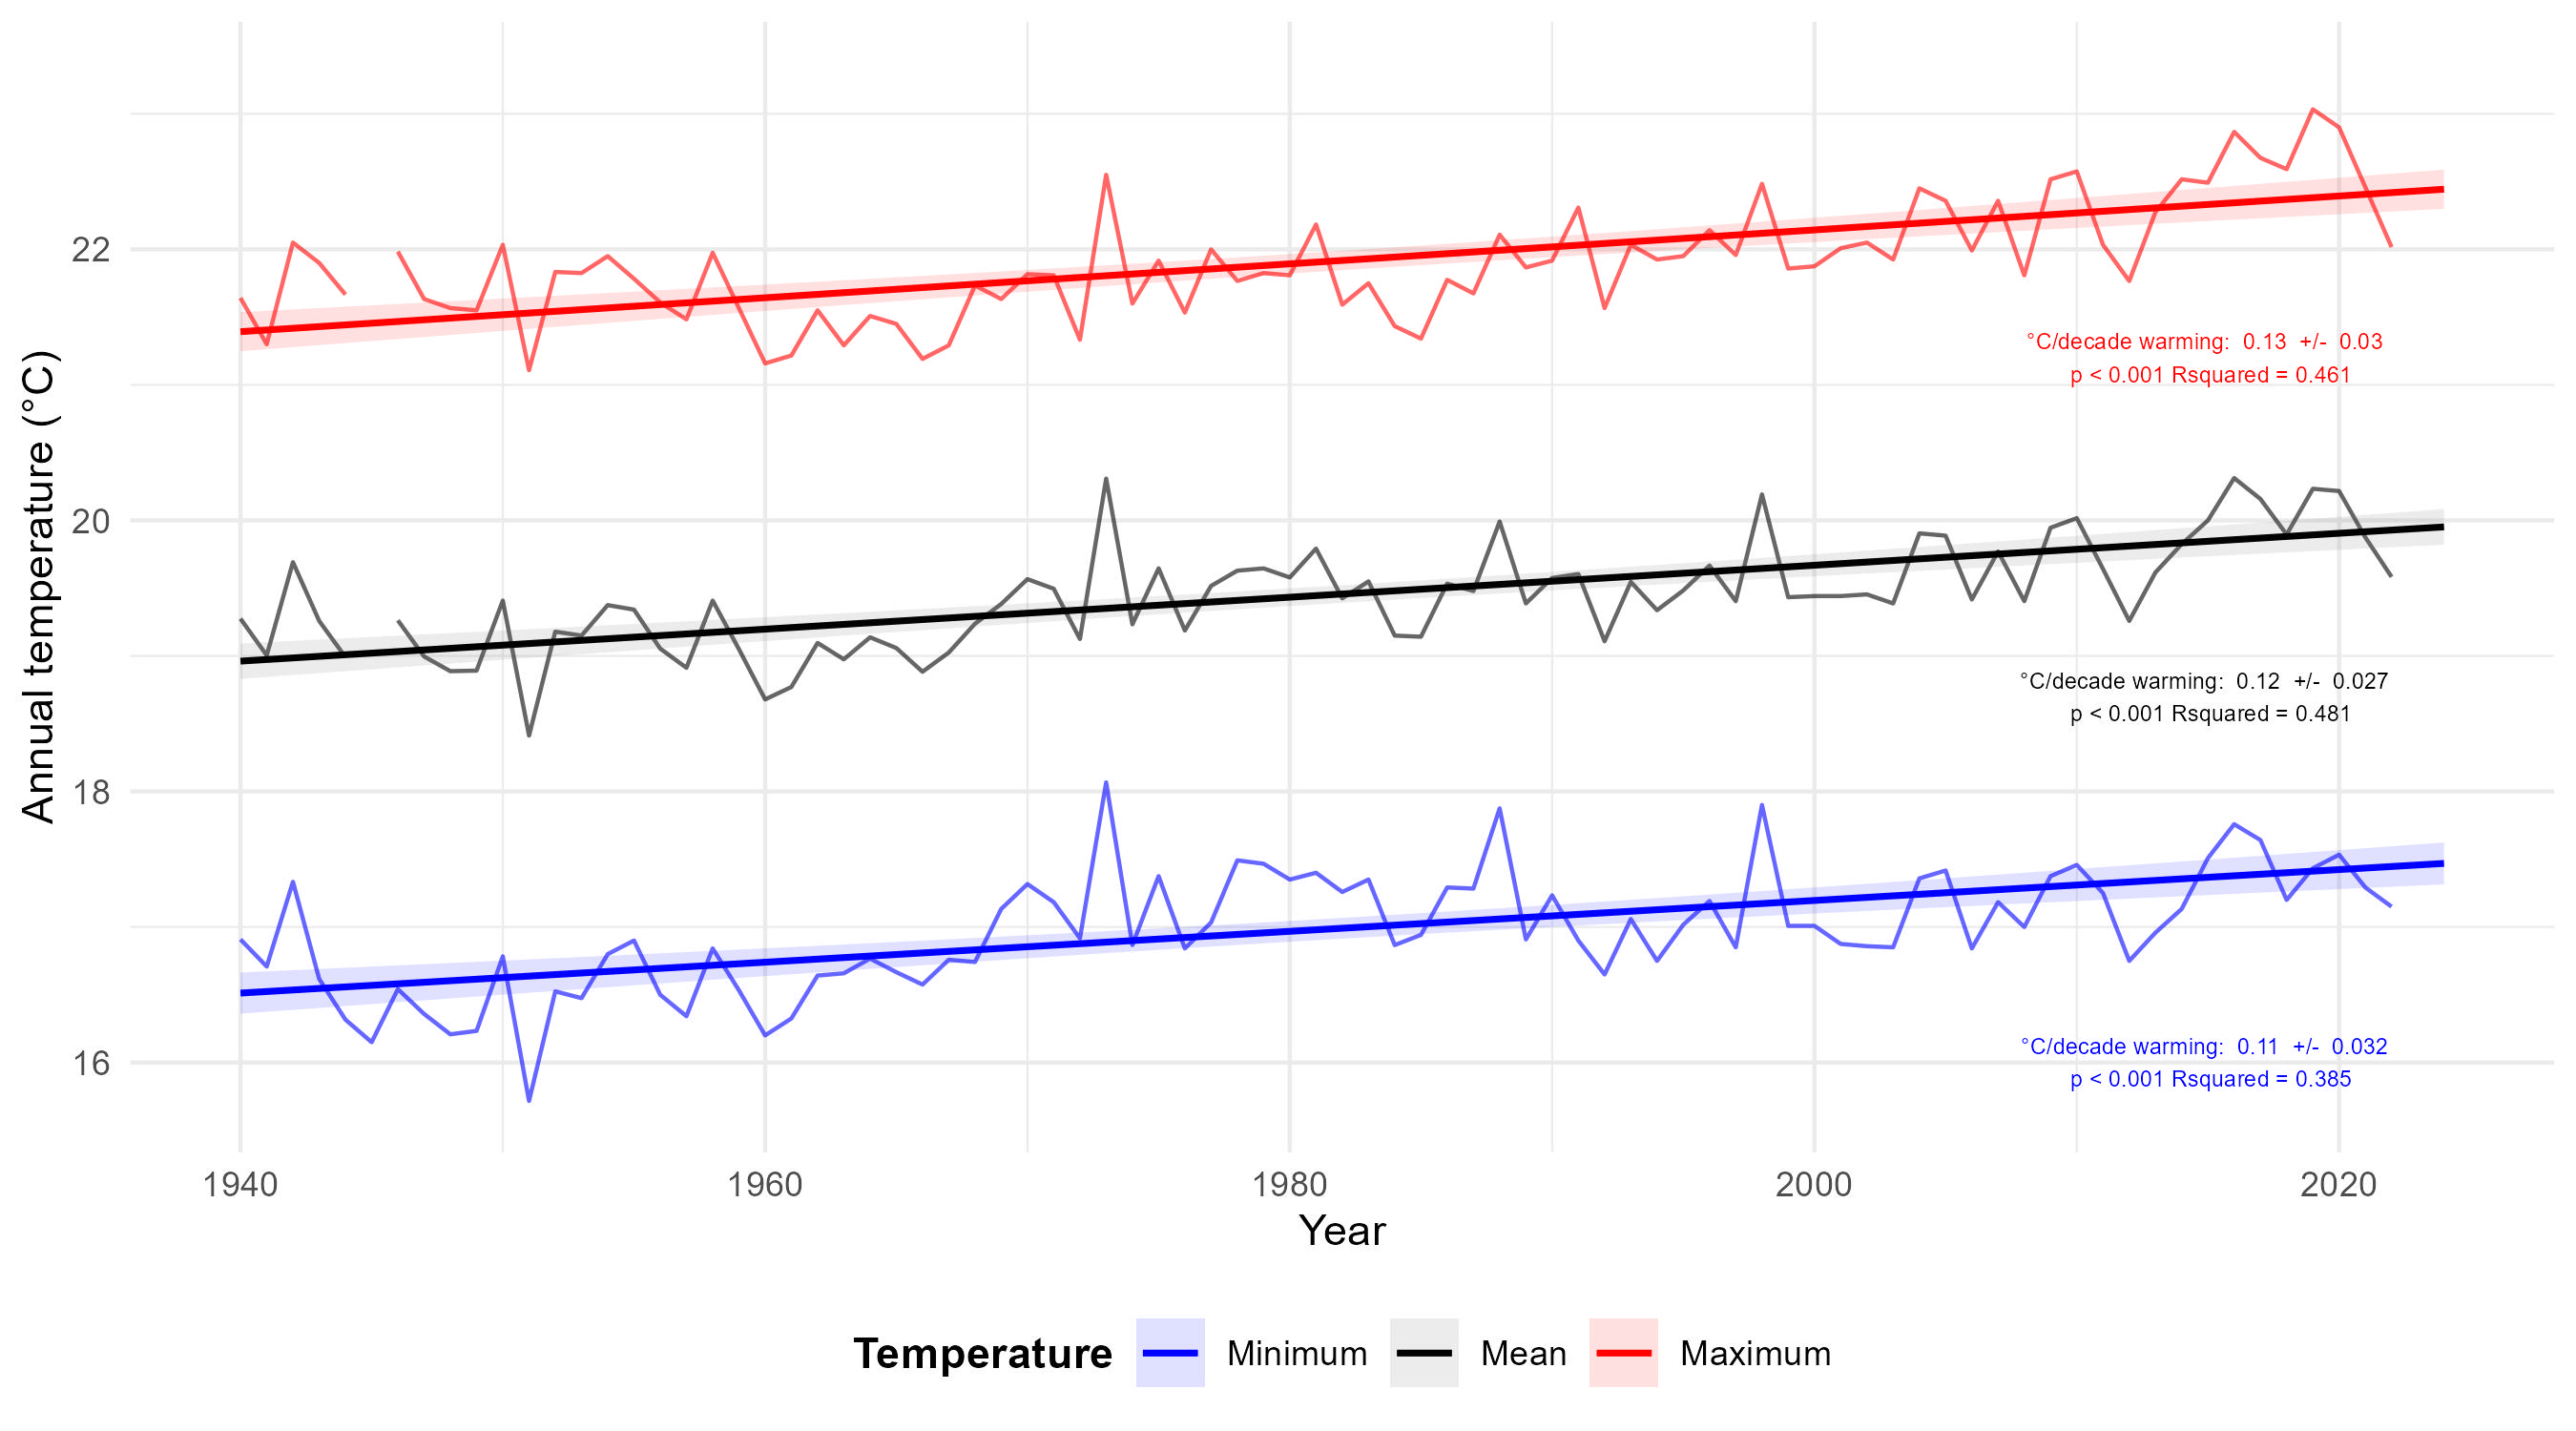 Annual temperature (°C)
22
20
18
16
°C/decade warming:  0.13  +/-  0.03
p < 0.001 Rsquared = 0.461
°C/decade warming:  0.12  +/-  0.027
p < 0.001 Rsquared = 0.481
°C/decade warming:  0.11  +/-  0.032
p < 0.001 Rsquared = 0.385
1940 1960 1980 2000 2020
Year
Temperature Minimum Mean Maximum